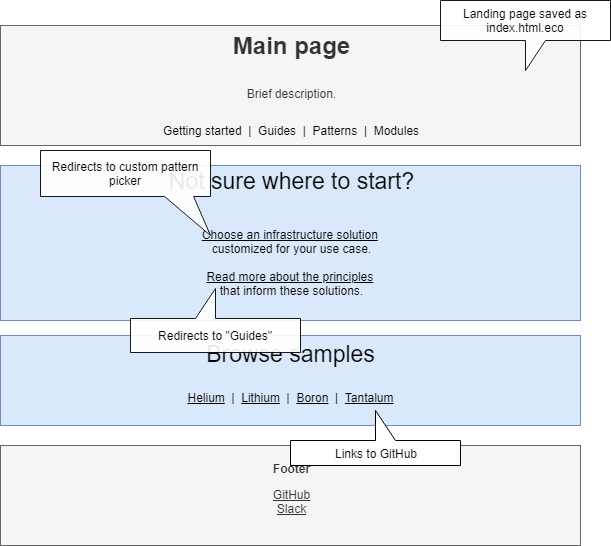 Landing page saved as
index.html.eco
Main page
Brief description.
Getting started | Guides | Patterns | Modules
Redirects to custom pattern
picker
Not sure where to start?
Choose an infrastructure solution
customized for your use case.
Read more about the principles
that inform these solutions.
Redirects to "Guides"
Browse samples
Helium | Lithium | Boron | Tantalum
Links to GitHub
Footer
GitHub
Slack